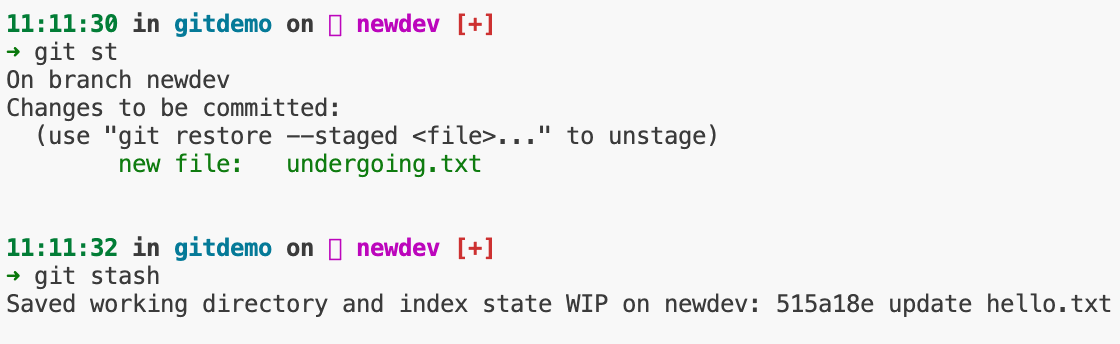 11:11:30 in gitdemo on newdev [+]
➜ git st
On branch newdev
Changes to be committed:
(use "git restore --staged <file>..." to unstage)
new file: undergoing.txt
11:11:32 in gitdemo on newdev [+]
➜ git stash
Saved working directory and index state WIP on newdev: 515a18e update hello.txt